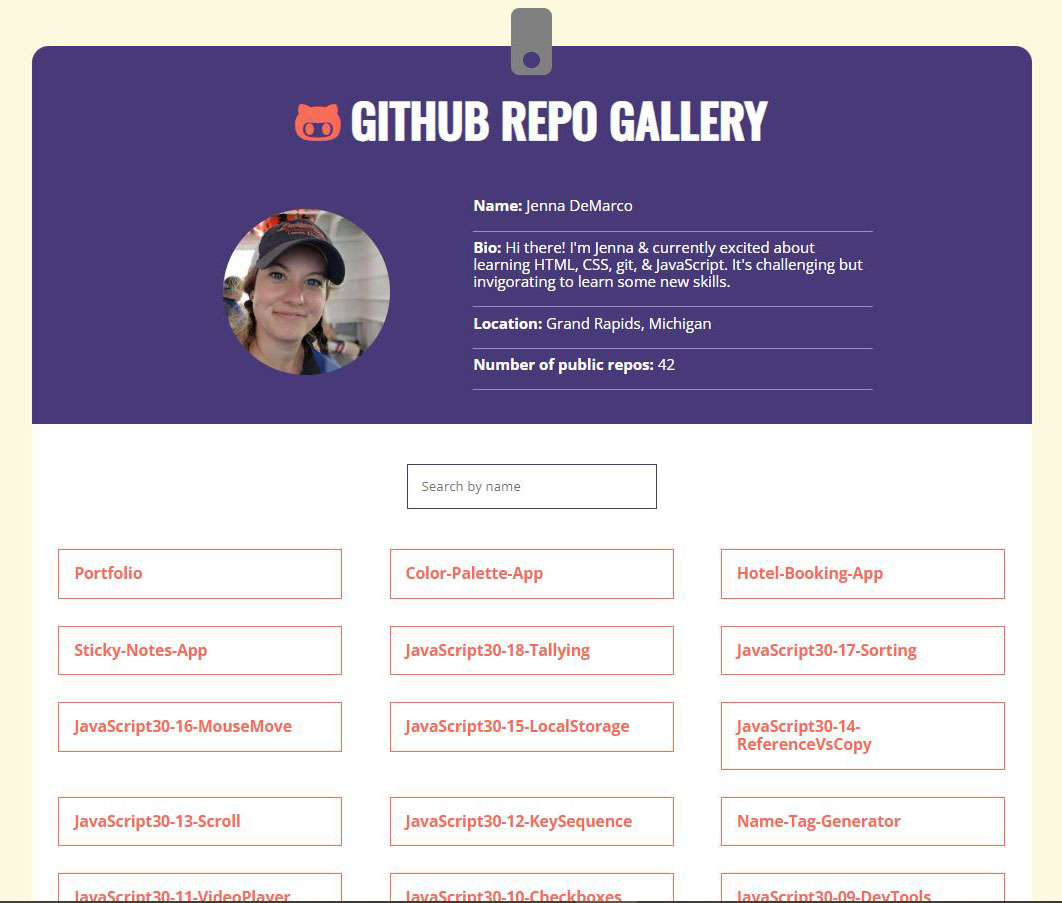 GITHUB REPO GALLERY
Name: Jenna DeMarco
Bio: Hi there! I'm Jenna & currently excited about
learning HTML, CSS, git, & JavaScript. It's challenging but
invigorating to learn some new skills.
Location: Grand Rapids, Michigan
Number of public repos: 42
Search by name
Portfolio
Color-Palette-App
Hotel-Booking-App
Sticky-Notes-App
JavaScript30-18-Tallying
JavaScript30-17-Sorting
JavaScript30-16-MouseMove
JavaScript30-15-LocalStorage
JavaScript30-14-
ReferenceVsCopy
JavaScript30-13-Scroll
JavaScript30-12-KeySequence
Name-Tag-Generator
JavaScript30-11-VideoPlayer
JavaScript30-10-Checkboxes
JavaScript30-09-DevTools